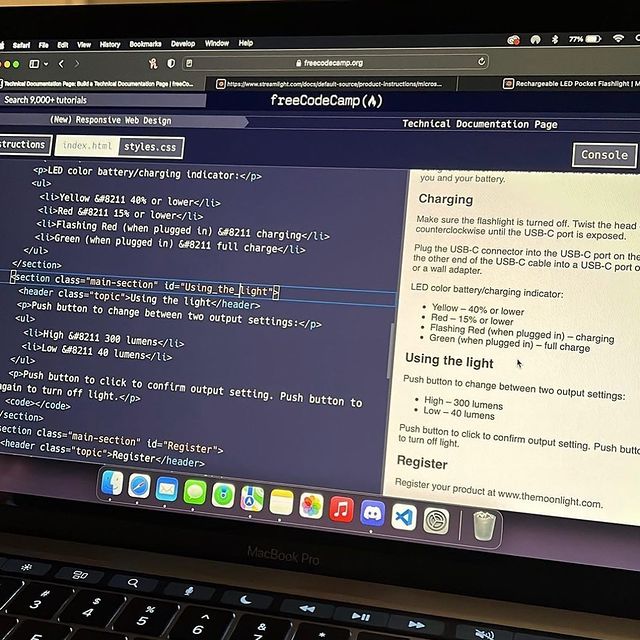 Safari File Edit View History Bookmarks Develop Window Help
77%
freecodecamp.org
Technical Documentation Page: Build a Technical Documentation Page | freeCo...
https://www.streamlight.com/docs/default-source/product-instructions/micros...
Rechargeable LED Pocket Flashlight | M
Search 9,000+ tutorials
freeCodeCamp
(New) Responsive Web Design
Technical Documentation Page
structions
index.html
styles.css
Console
<p>LED color battery/charging indicator:</p>
<ul>
<li>Yellow &#8211 40% or lower</li>
<li>Red &#8211 15% or lower</li>
<li>Flashing Red (when plugged in) &#8211 charging</li>
<li>Green (when plugged in) &#8211 full charge</li>
</ul>
</section>
<section class="main-section" id="Using_the_light">
<header class="topic">Using the light</header>
<p>Push button to change between two output settings:</p>
<ul>
<li>High &#8211 300 lumens</li>
<li>Low &#8211 40 lumens</li>
</ul>
<p>Push button to click to confirm output setting. Push button to
again to turn off light.</p>
<code></code>
/section>
section class="main-section" id="Register">
<header class="topic">Register</header>
you and your battery.
Charging
Make sure the flashlight is turned off. Twist the head
counterclockwise until the USB-C port is exposed.
Plug the USB-C connector into the USB-C port on the
the other end of the USB-C cable into a USB-C port o
or a wall adapter.
LED color battery/charging indicator:
• Yellow – 40% or lower
• Red – 15% or lower
• Flashing Red (when plugged in) – charging
• Green (when plugged in) – full charge
Using the light
Push button to change between two output settings:
• High – 300 lumens
• Low – 40 lumens
Push button to click to confirm output setting. Push butto
to turn off light.
Register
Register your product at www.themoonlight.com.
MacBook Pro
# 3
$ 4
% 5
^ 6
& 7
*